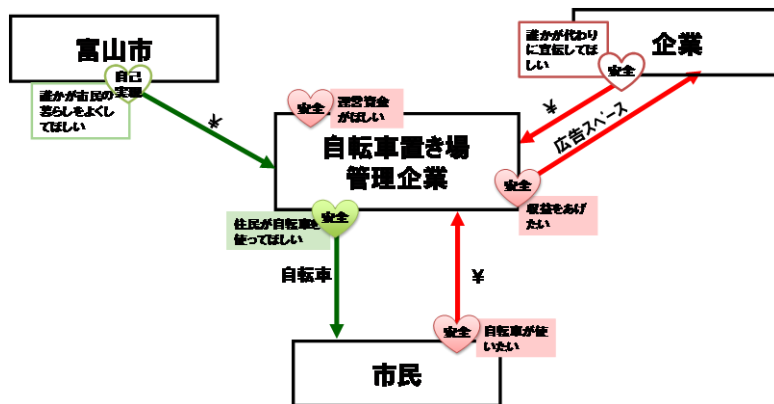 富山市
自己
実現
誰かが市民の
暮らしをよくし
てほしい
¥
誰かが代わり
に宣伝してほ
しい
安全
企業
¥
広告スペース
安全
運営資金
がほしい
自転車置き場
管理企業
安全
収益をあげ
たい
安全
住民が自転車を
使ってほしい
自転車
¥
安全
自転車が使
いたい
市民